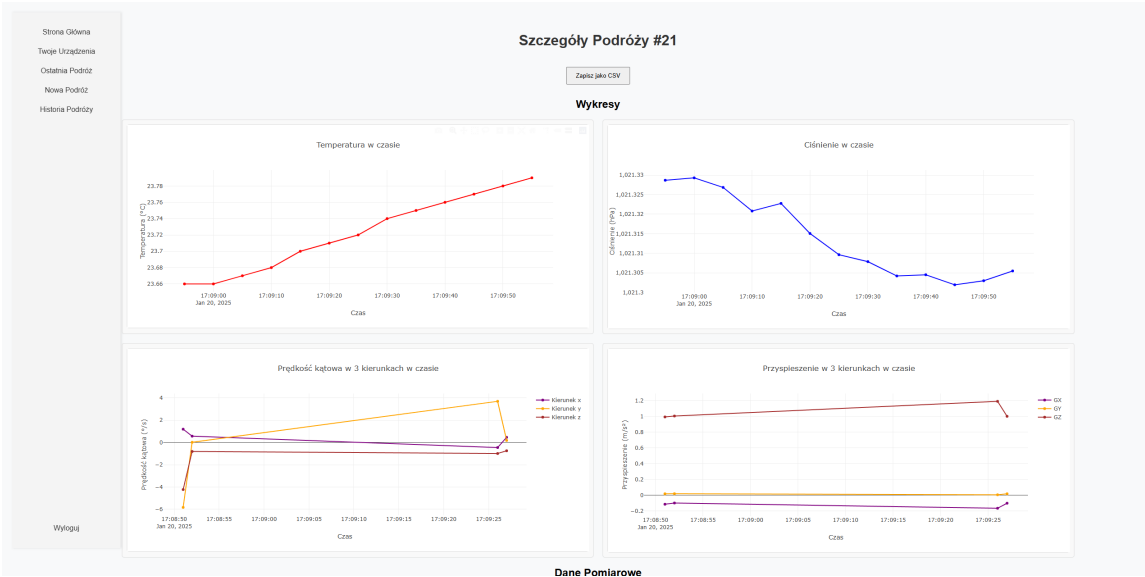 Strona Główna
Twoje Urządzenia
Ostatnia Podróż
Nowa Podróż
Historia Podróży
Wyloguj
Szczegóły Podróży #21
Zapisz jako CSV
Wykresy
Temperatura w czasie
Temperatura (°C)
23.78
23.76
23.74
23.72
23.7
23.68
23.66
17:09:00 17:09:10 17:09:20 17:09:30 17:09:40 17:09:50
Jan 20, 2025
Czas
Ciśnienie w czasie
Ciśnienie (hPa)
1,021.33
1,021.325
1,021.32
1,021.315
1,021.31
1,021.305
1,021.3
17:09:00 17:09:10 17:09:20 17:09:30 17:09:40 17:09:50
Jan 20, 2025
Czas
Prędkość kątowa w 3 kierunkach w czasie
Prędkość kątowa (°/s)
4
2
0
−2
−4
−6
17:08:50 17:08:55 17:09:00 17:09:05 17:09:10 17:09:15 17:09:20 17:09:25
Jan 20, 2025
Czas
Kierunek x
Kierunek y
Kierunek z
Przyspieszenie w 3 kierunkach w czasie
Przyspieszenie (m/s²)
1.2
1
0.8
0.6
0.4
0.2
0
−0.2
17:08:50 17:08:55 17:09:00 17:09:05 17:09:10 17:09:15 17:09:20 17:09:25
Jan 20, 2025
Czas
GX
GY
GZ
Dane Pomiarowe